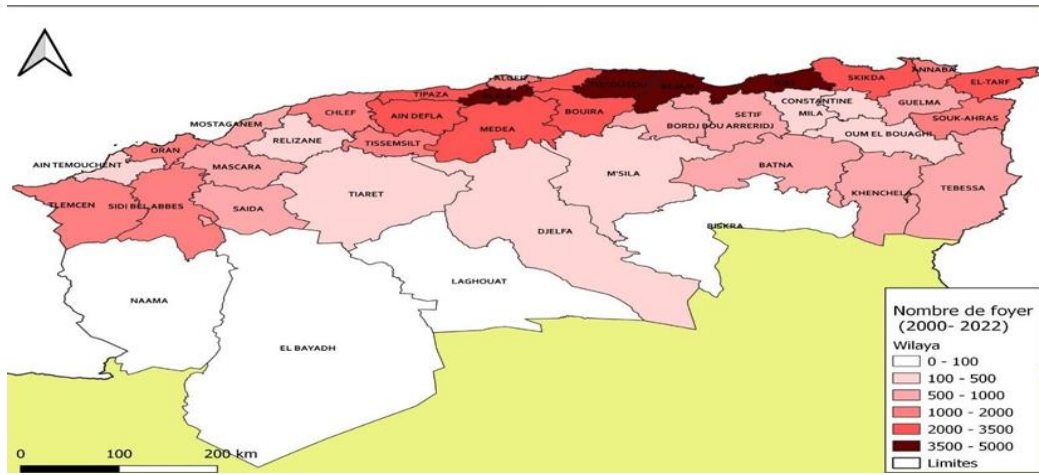 ALGER
SKIKDA
ANNABA
TIPAZA
EL-TARF
CHLEF
AIN DEFLA
BOUIRA
CONSTANTINE
GUELMA
MOSTAGANEM
MEDEA
SETIF
MILA
SOUK-AHRAS
RELIZANE
BORDJ BOU ARRERIDJ
OUM EL BOUAGHI
ORAN
TISSEMSILT
AIN TEMOUCHENT
MASCARA
BATNA
M'SILA
TIARET
KHENCHELA
TEBESSA
TLEMCEN
SIDI BEL ABBES
SAIDA
DJELFA
BISKRA
LAGHOUAT
NAAMA
EL BAYADH
Nombre de foyer
(2000- 2022)
Wilaya
0 - 100
100 - 500
500 - 1000
1000 - 2000
2000 - 3500
3500 - 5000
Limites
0 100 200 km